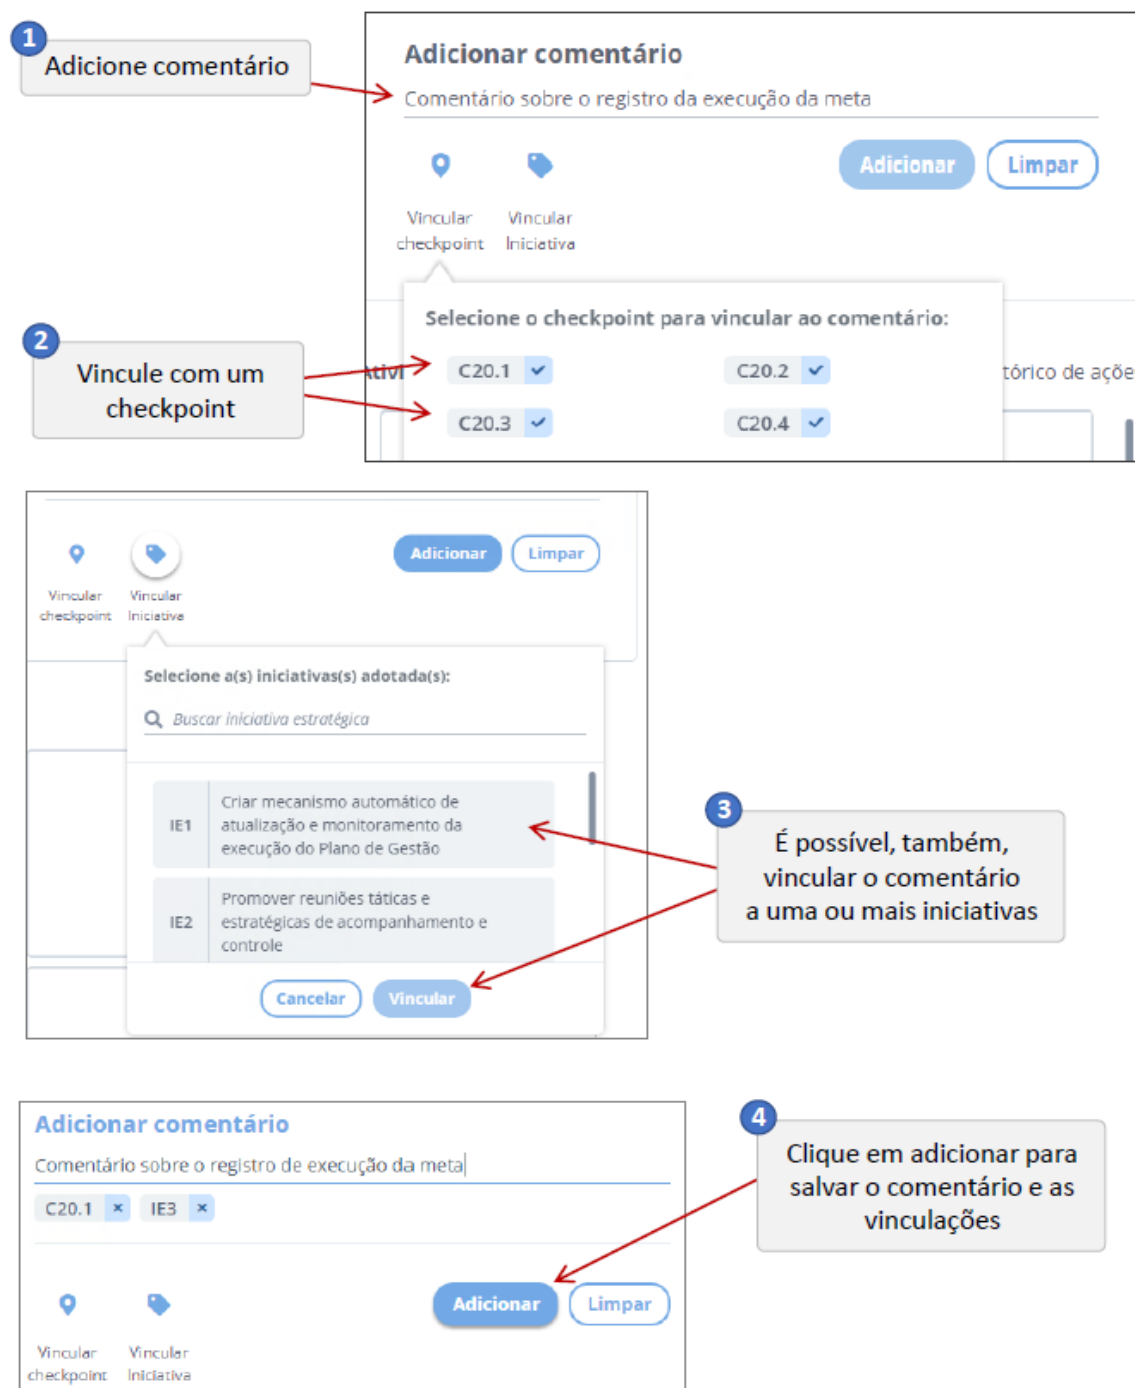 1
Adicione comentário
Adicionar comentário
Comentário sobre o registro da execução da meta
Adicionar
Limpar
Vincular
checkpoint
Vincular
Iniciativa
2
Vincule com um
checkpoint
Selecione o checkpoint para vincular ao comentário:
Ativi
C20.1
C20.2
tórico de açõe
C20.3
C20.4
Adicionar
Limpar
Vincular
checkpoint
Vincular
Iniciativa
Selecione a(s) iniciativas(s) adotada(s):
Buscar iniciativa estratégica
IE1
Criar mecanismo automático de
atualização e monitoramento da
execução do Plano de Gestão
IE2
Promover reuniões táticas e
estratégicas de acompanhamento e
controle
Cancelar
Vincular
3
É possível, também,
vincular o comentário
a uma ou mais iniciativas
Adicionar comentário
Comentário sobre o registro de execução da meta
C20.1 ×
IE3 ×
Adicionar
Limpar
Vincular
checkpoint
Vincular
Iniciativa
4
Clique em adicionar para
salvar o comentário e as
vinculações